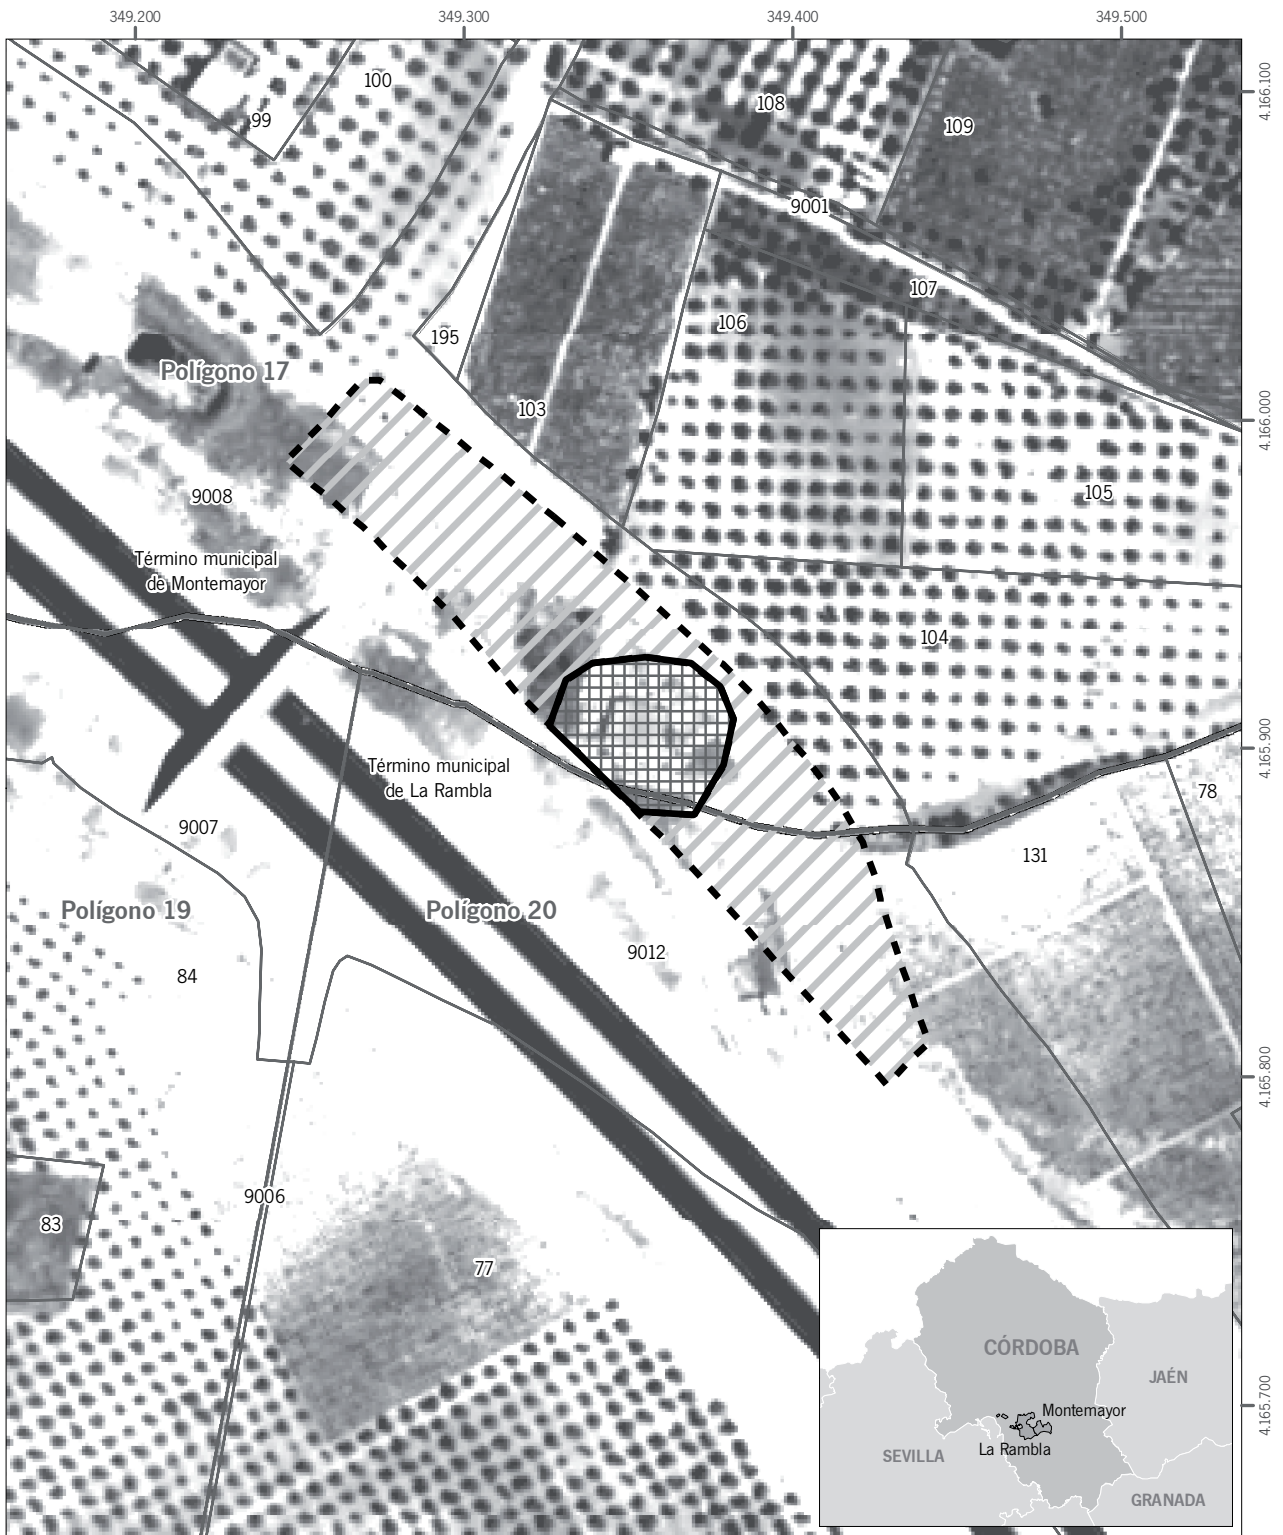 349.200
349.300
349.400
349.500
4.166.100
100
108
99
109
9001
107
106
195
Polígono 17
4.166.000
103
105
9008
Término municipal
de Montemayor
104
4.165.900
Término municipal
de La Rambla
78
9007
131
Polígono 19
Polígono 20
9012
84
4.165.800
9006
83
77
CÓRDOBA
JAÉN
Montemayor
4.165.700
La Rambla
SEVILLA
GRANADA